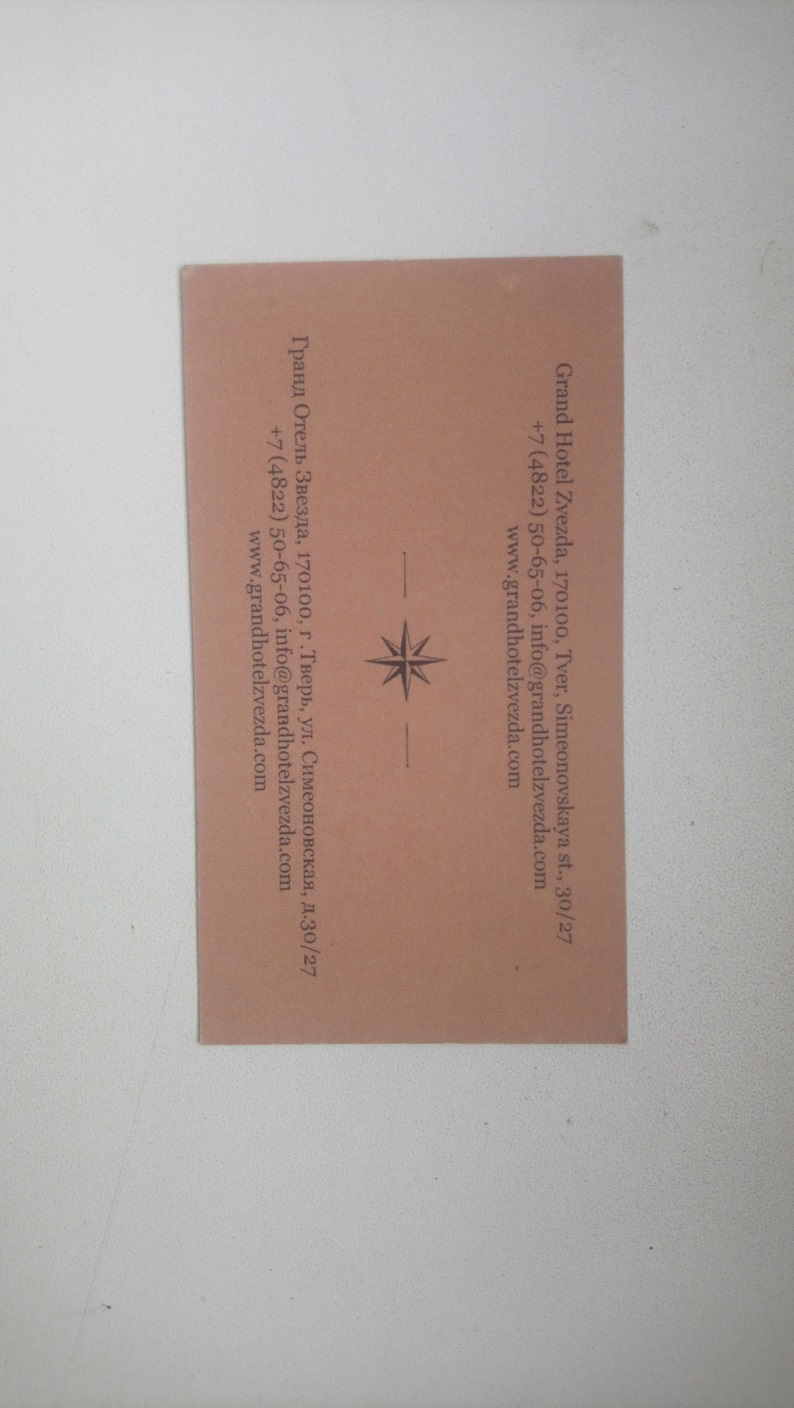 Grand Hotel Zvezda, 170100, Tver, Simeonovskaya st., 30/27
+7 (4822) 50-65-06, info@grandhotelzvezda.com
www.grandhotelzvezda.com
Гранд Отель Звезда, 170100, г .Тверь, ул. Симеоновская, д.30/27
+7 (4822) 50-65-06, info@grandhotelzvezda.com
www.grandhotelzvezda.com